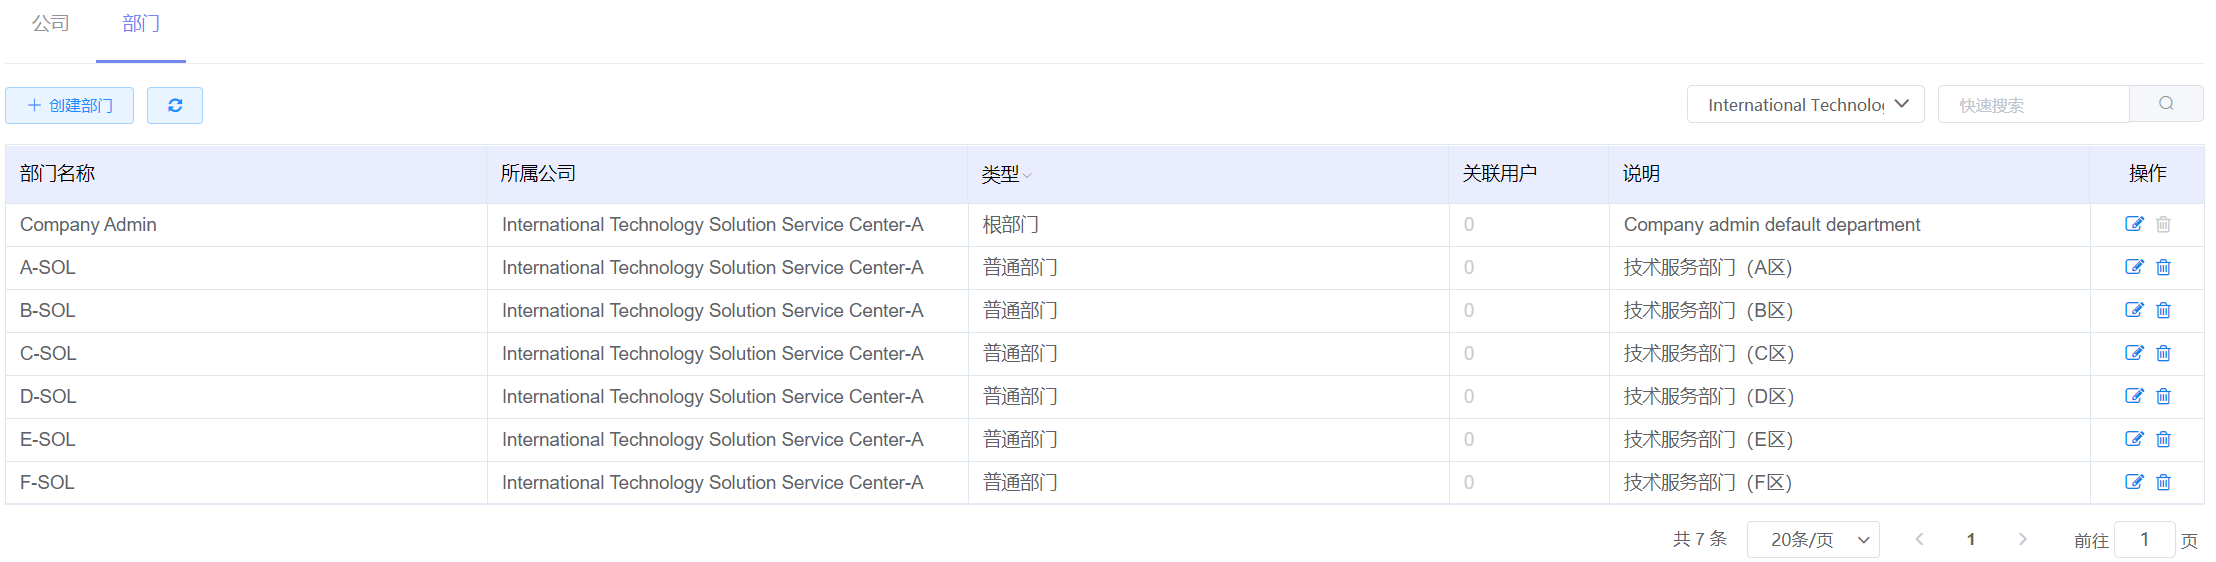 公司 部门
创建部门 International Technolo 快速搜索
部门名称 所属公司 类型 关联用户 说明 操作
Company Admin International Technology Solution Service Center-A 根部门 0 Company admin default department
A-SOL International Technology Solution Service Center-A 普通部门 0 技术服务部门（A区）
B-SOL International Technology Solution Service Center-A 普通部门 0 技术服务部门（B区）
C-SOL International Technology Solution Service Center-A 普通部门 0 技术服务部门（C区）
D-SOL International Technology Solution Service Center-A 普通部门 0 技术服务部门（D区）
E-SOL International Technology Solution Service Center-A 普通部门 0 技术服务部门（E区）
F-SOL International Technology Solution Service Center-A 普通部门 0 技术服务部门（F区）
共 7 条 20条/页 1 前往 1 页